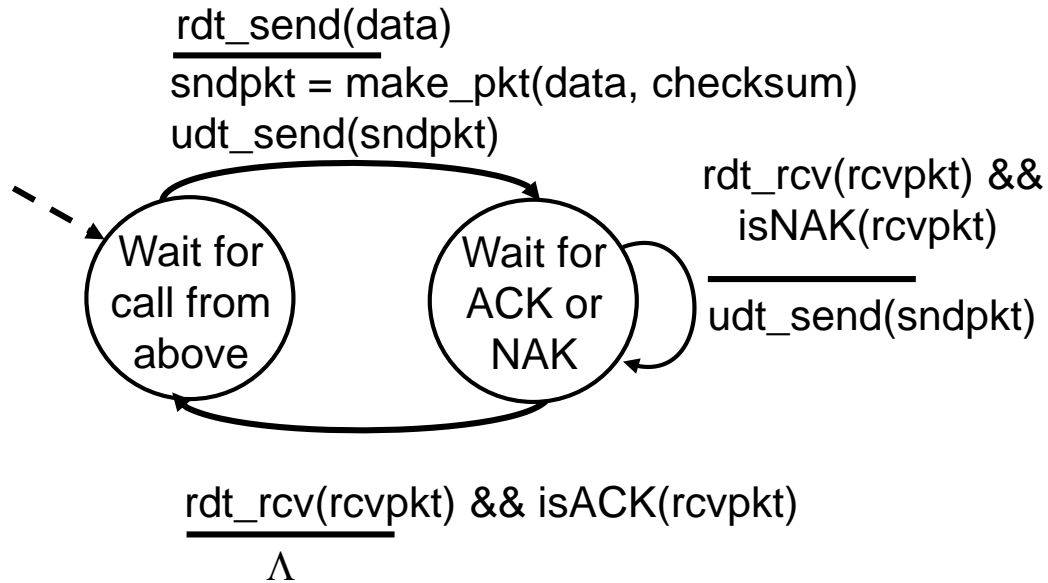 rdt_send(data)
sndpkt = make_pkt(data, checksum)
udt_send(sndpkt)
rdt_rcv(rcvpkt) &&
isNAK(rcvpkt)
udt_send(sndpkt)
Wait for
call from
above
Wait for
ACK or
NAK
rdt_rcv(rcvpkt) && isACK(rcvpkt)
Λ